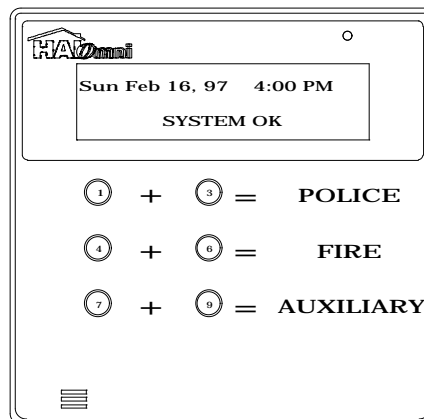 HAI Omni
Sun Feb 16, 97 4:00 PM
SYSTEM OK
1 + 3 = POLICE
4 + 6 = FIRE
7 + 9 = AUXILIARY